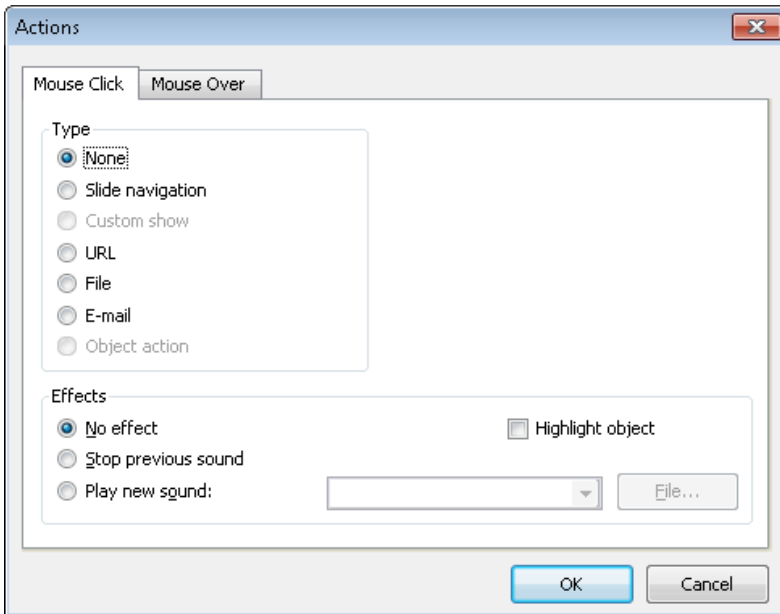 Actions
Mouse Click Mouse Over
Type
None
Slide navigation
Custom show
URL
File
E-mail
Object action
Effects
No effect Highlight object
Stop previous sound
Play new sound: File...
OK Cancel